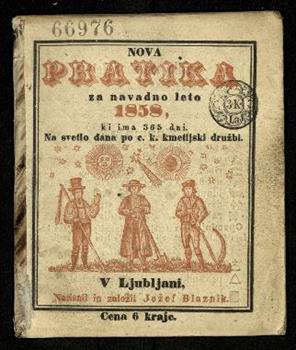 66976
NOVA
PRATIKA
za navadno leto
1858,
ki ima 365 dni.
Na svetlo dana po c. k. kmetijski družbi.
3K
V Ljubljani,
Natisnil in založil Jožef Blaznik.
Cena 6 kraje.